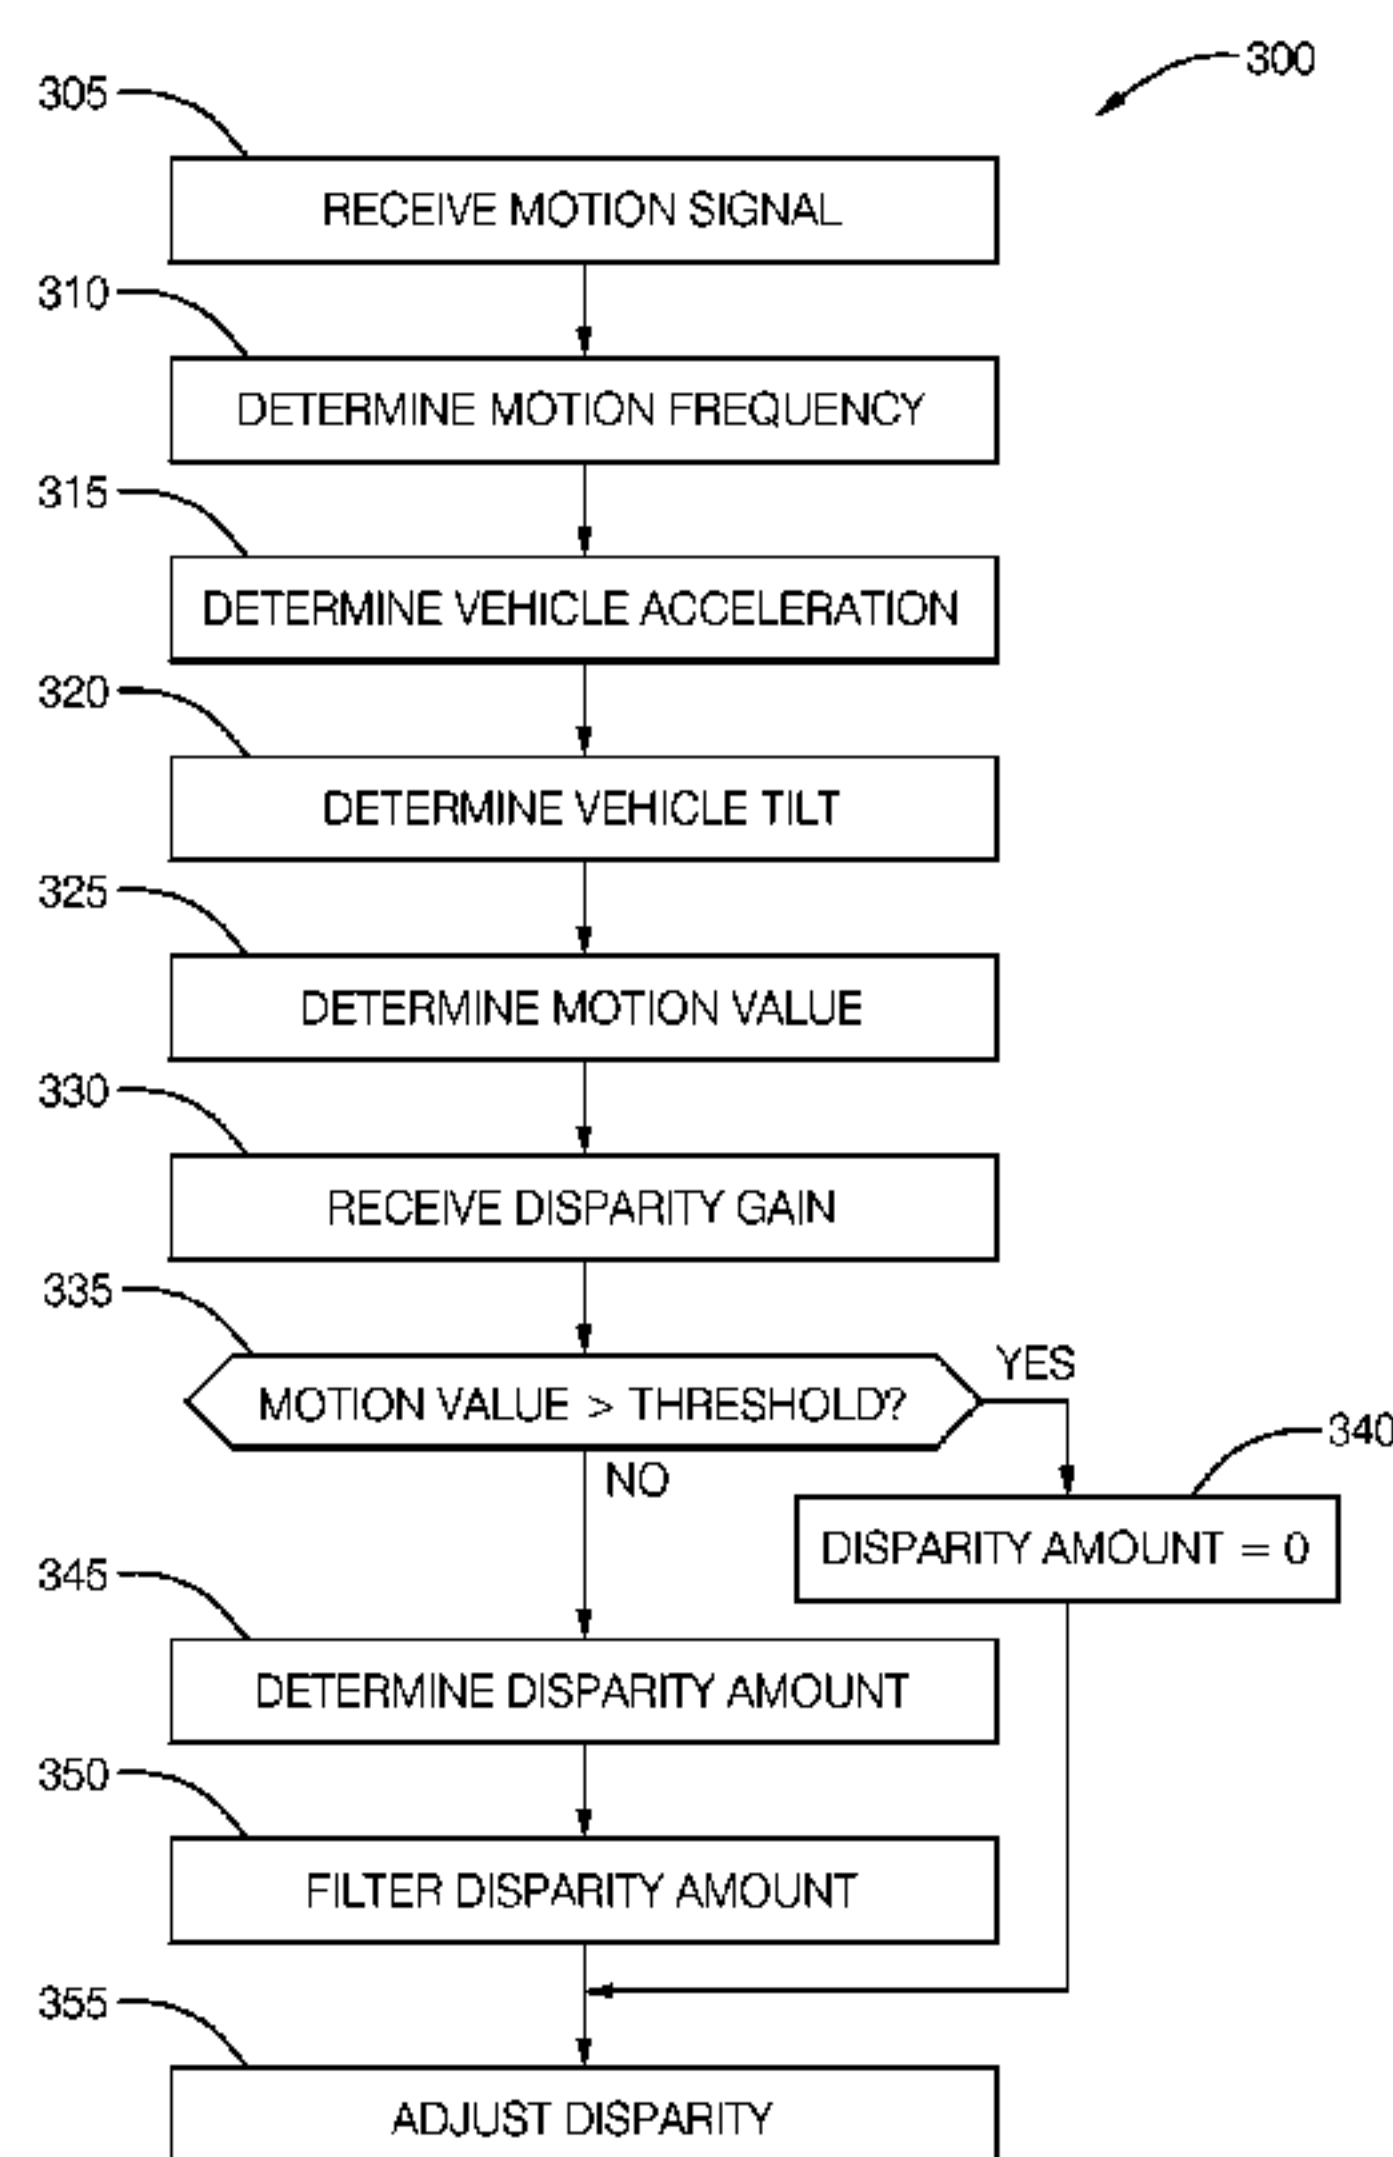 300
305
RECEIVE MOTION SIGNAL
310
DETERMINE MOTION FREQUENCY
315
DETERMINE VEHICLE ACCELERATION
320
DETERMINE VEHICLE TILT
325
DETERMINE MOTION VALUE
330
RECEIVE DISPARITY GAIN
335
MOTION VALUE > THRESHOLD?
YES
NO
340
DISPARITY AMOUNT = 0
345
DETERMINE DISPARITY AMOUNT
350
FILTER DISPARITY AMOUNT
355
ADJUST DISPARITY